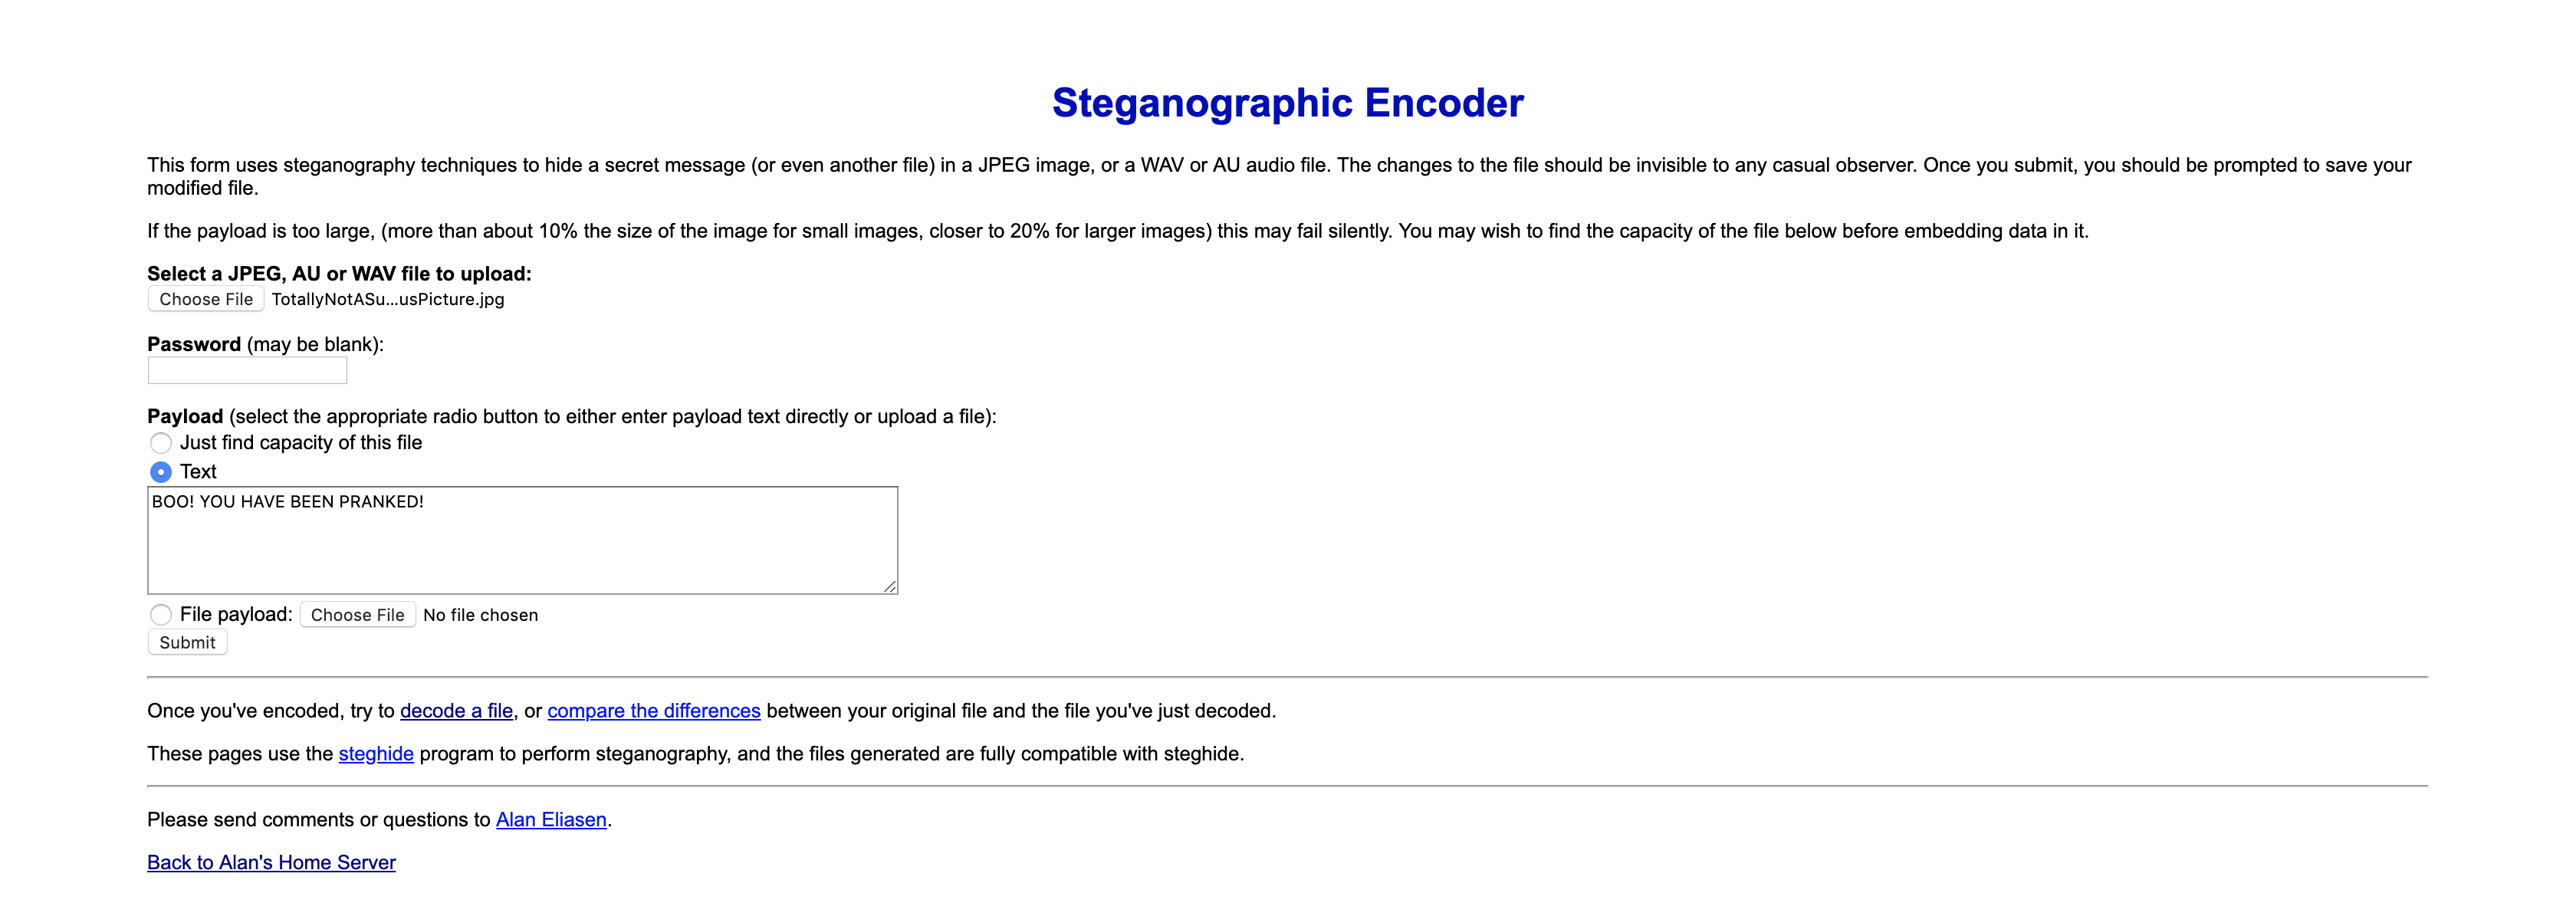 Steganographic Encoder
This form uses steganography techniques to hide a secret message (or even another file) in a JPEG image, or a WAV or AU audio file. The changes to the file should be invisible to any casual observer. Once you submit, you should be prompted to save your
modified file.
If the payload is too large, (more than about 10% the size of the image for small images, closer to 20% for larger images) this may fail silently. You may wish to find the capacity of the file below before embedding data in it.
Select a JPEG, AU or WAV file to upload:
Choose File TotallyNotASu...usPicture.jpg
Password (may be blank):
Payload (select the appropriate radio button to either enter payload text directly or upload a file):
Just find capacity of this file
Text
BOO! YOU HAVE BEEN PRANKED!
File payload: Choose File No file chosen
Submit
Once you've encoded, try to decode a file, or compare the differences between your original file and the file you've just decoded.
These pages use the steghide program to perform steganography, and the files generated are fully compatible with steghide.
Please send comments or questions to Alan Eliasen.
Back to Alan's Home Server